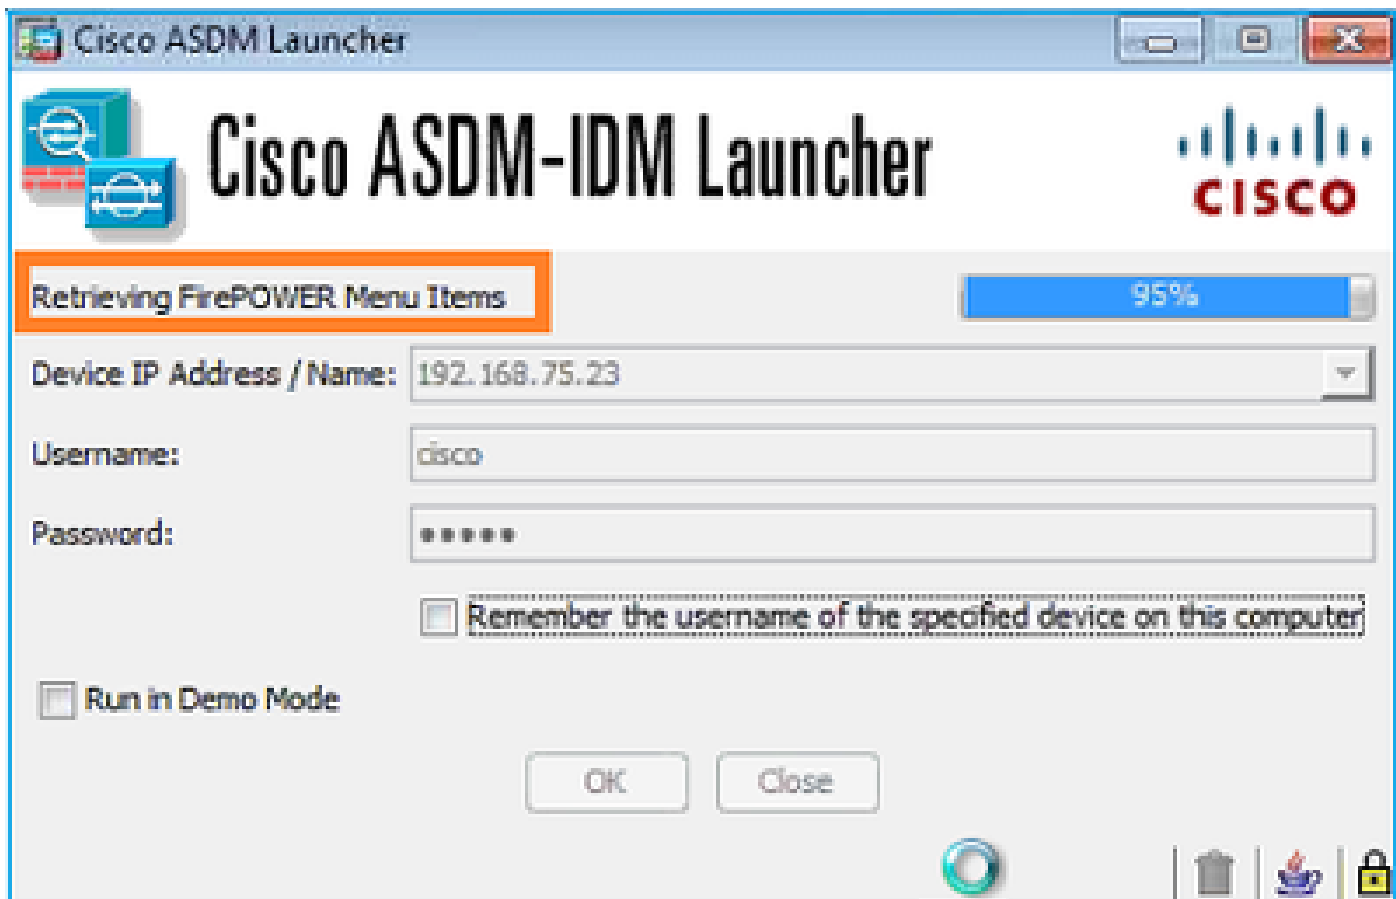 Cisco ASDM Launcher
Cisco ASDM-IDM Launcher
CISCO
Retrieving FirePOWER Menu Items
95%
Device IP Address / Name: 192.168.75.23
Username: cisco
Password: •••••
Remember the username of the specified device on this computer
Run in Demo Mode
OK Close